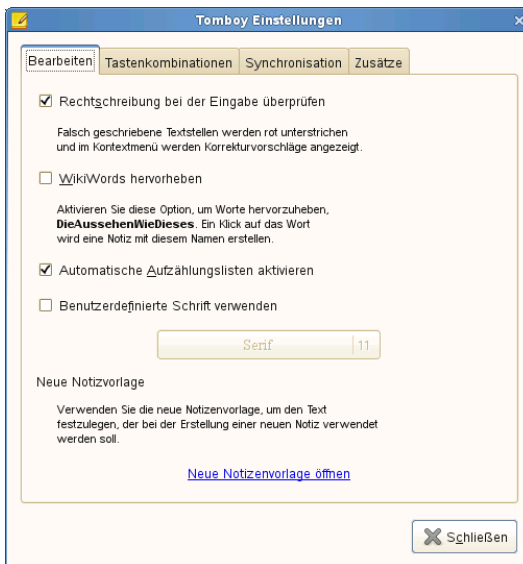 Tomboy Einstellungen
Bearbeiten Tastenkombinationen Synchronisation Zusätze
Rechtschreibung bei der Eingabe überprüfen
Falsch geschriebene Textstellen werden rot unterstrichen
und im Kontextmenü werden Korrekturvorschläge angezeigt.
WikiWords hervorheben
Aktivieren Sie diese Option, um Worte hervorzuheben,
DieAussehenWieDieses. Ein Klick auf das Wort
wird eine Notiz mit diesem Namen erstellen.
Automatische Aufzählungslisten aktivieren
Benutzerdefinierte Schrift verwenden
Serif 11
Neue Notizvorlage
Verwenden Sie die neue Notizenvorlage, um den Text
festzulegen, der bei der Erstellung einer neuen Notiz verwendet
werden soll.
Neue Notizenvorlage öffnen
Schließen